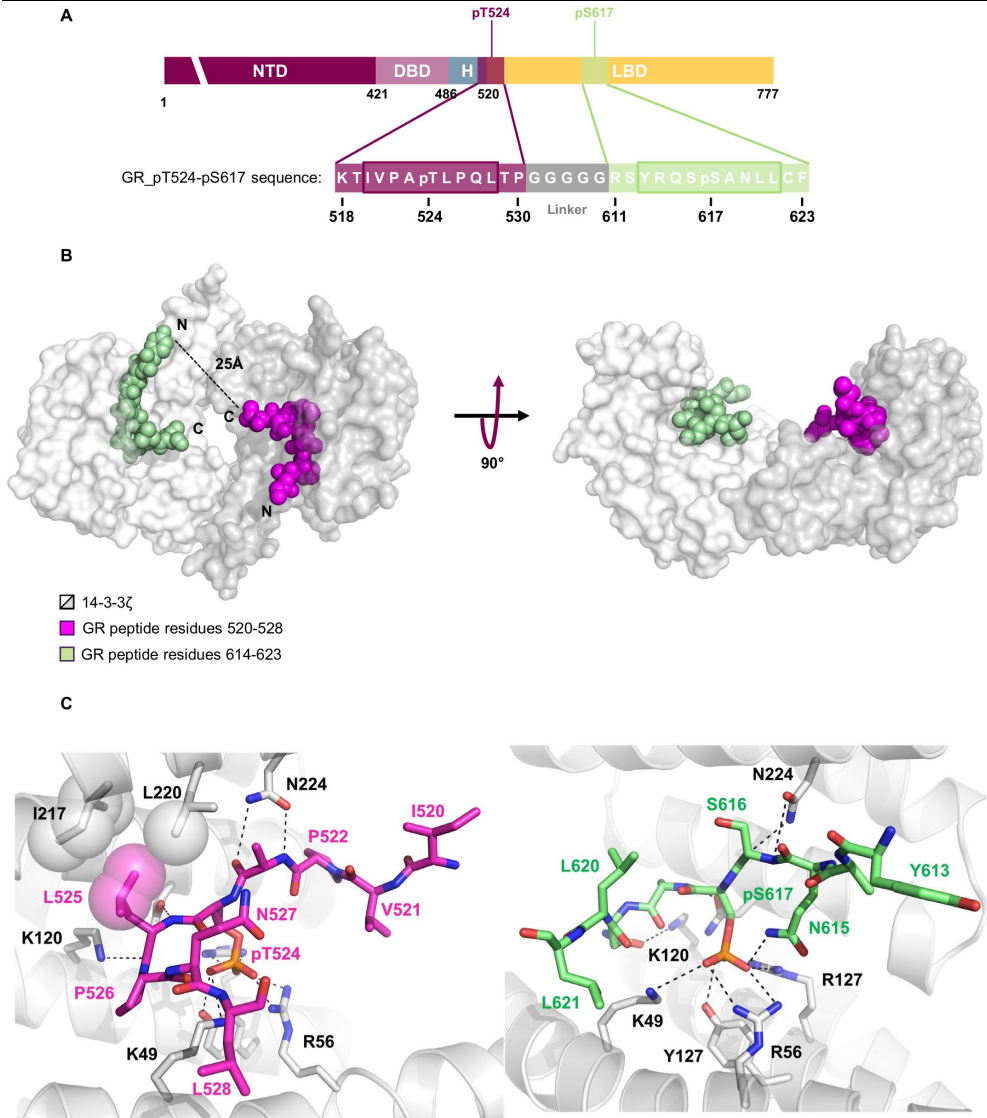 A
pT524 pS617
NTD DBD H LBD
1 421 486 520 777
GR_pT524-pS617 sequence: K T I V P A pT L P Q L T P G G G G G R S Y R Q S pS A N L L C F
518 524 530 Linker 611 617 623
B
N
25Å
C
C
N
90°
14-3-3ζ
GR peptide residues 520-528
GR peptide residues 614-623
C
N224
L220
I217
P522
I520
L525
N527
V521
K120
pT524
P526
K49
R56
L528
N224
S616
L620
Y613
pS617
N615
K120
L621
R127
K49
Y127
R56